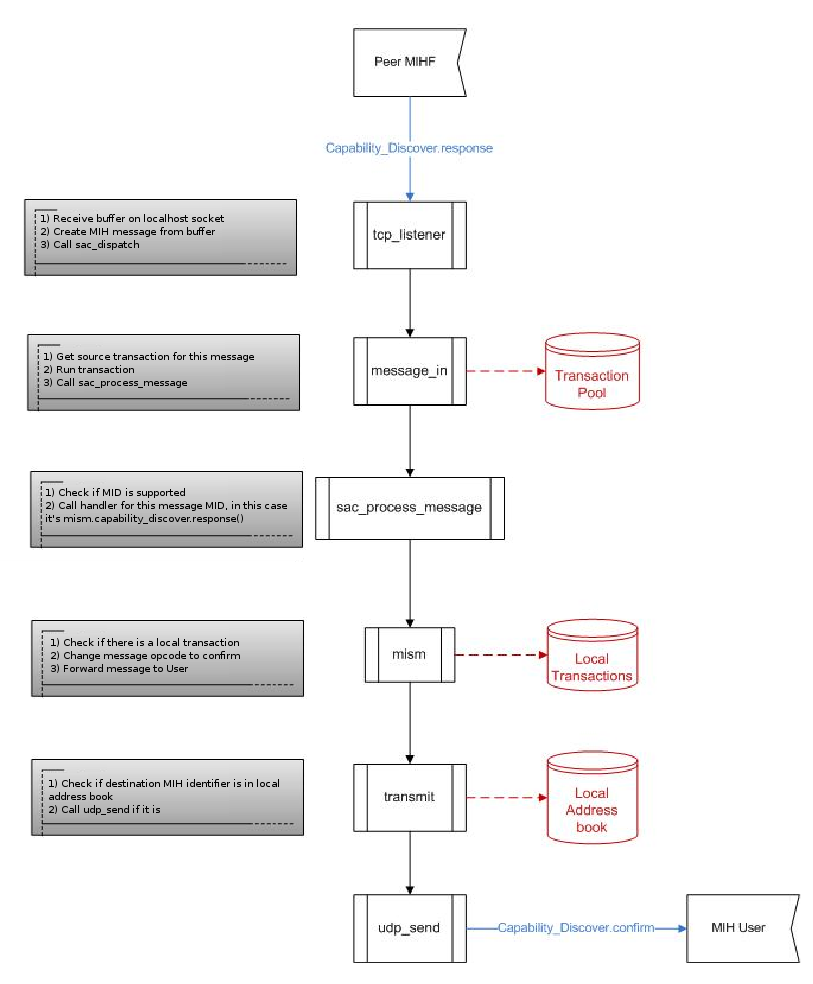 Peer MIHF
Capability_Discover.response
1) Receive buffer on localhost socket
2) Create MIH message from buffer
3) Call sac_dispatch
tcp_listener
1) Get source transaction for this message
2) Run transaction
3) Call sac_process_message
message_in
Transaction
Pool
1) Check if MID is supported
2) Call handler for this message MID, in this case
it's mism.capability_discover.response()
sac_process_message
1) Check if there is a local transaction
2) Change message opcode to confirm
3) Forward message to User
mism
Local
Transactions
1) Check if destination MIH identifier is in local
address book
2) Call udp_send if it is
transmit
Local
Address
book
udp_send
Capability_Discover.confirm
MIH User